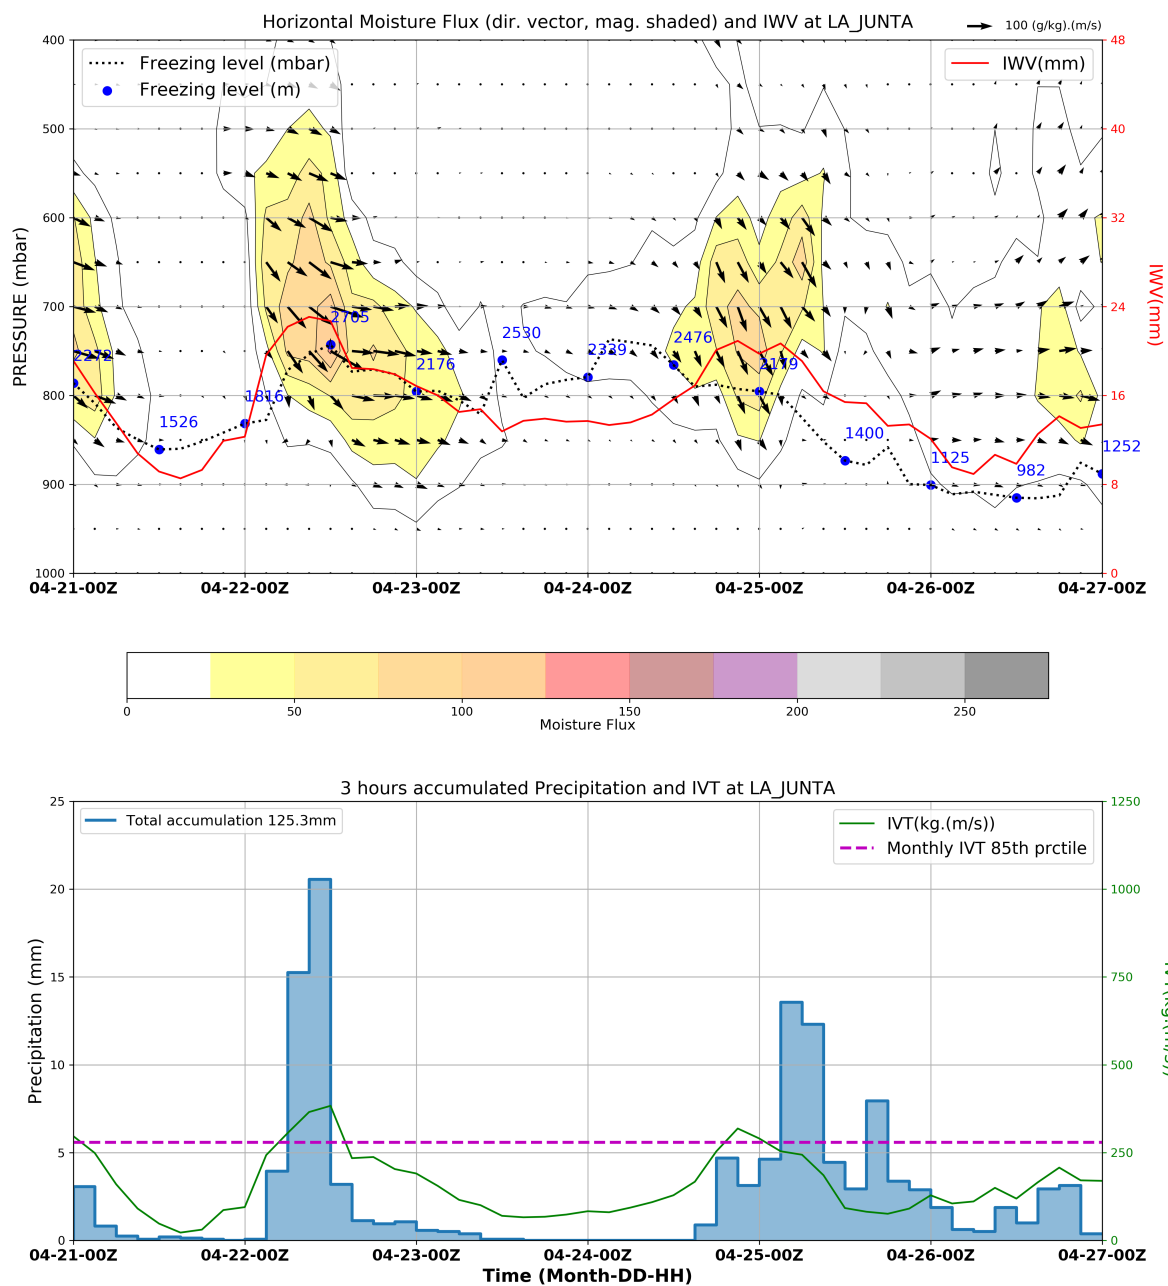 Horizontal Moisture Flux (dir. vector, mag. shaded) and IWV at LA_JUNTA
100 (g/kg).(m/s)
Freezing level (mbar)
Freezing level (m)
IWV(mm)
PRESSURE (mbar)
400
500
600
700
800
900
1000
IWV(mm)
48
40
32
24
16
8
0
2272
1526
1816
2765
2176
2530
2339
2476
2179
1400
1125
982
1252
04-21-00Z 04-22-00Z 04-23-00Z 04-24-00Z 04-25-00Z 04-26-00Z 04-27-00Z
0 50 100 150 200 250
Moisture Flux
3 hours accumulated Precipitation and IVT at LA_JUNTA
Total accumulation 125.3mm
IVT(kg.(m/s))
Monthly IVT 85th prctile
Precipitation (mm)
25
20
15
10
5
0
1250
1000
750
500
250
0
04-21-00Z 04-22-00Z 04-23-00Z 04-24-00Z 04-25-00Z 04-26-00Z 04-27-00Z
Time (Month-DD-HH)